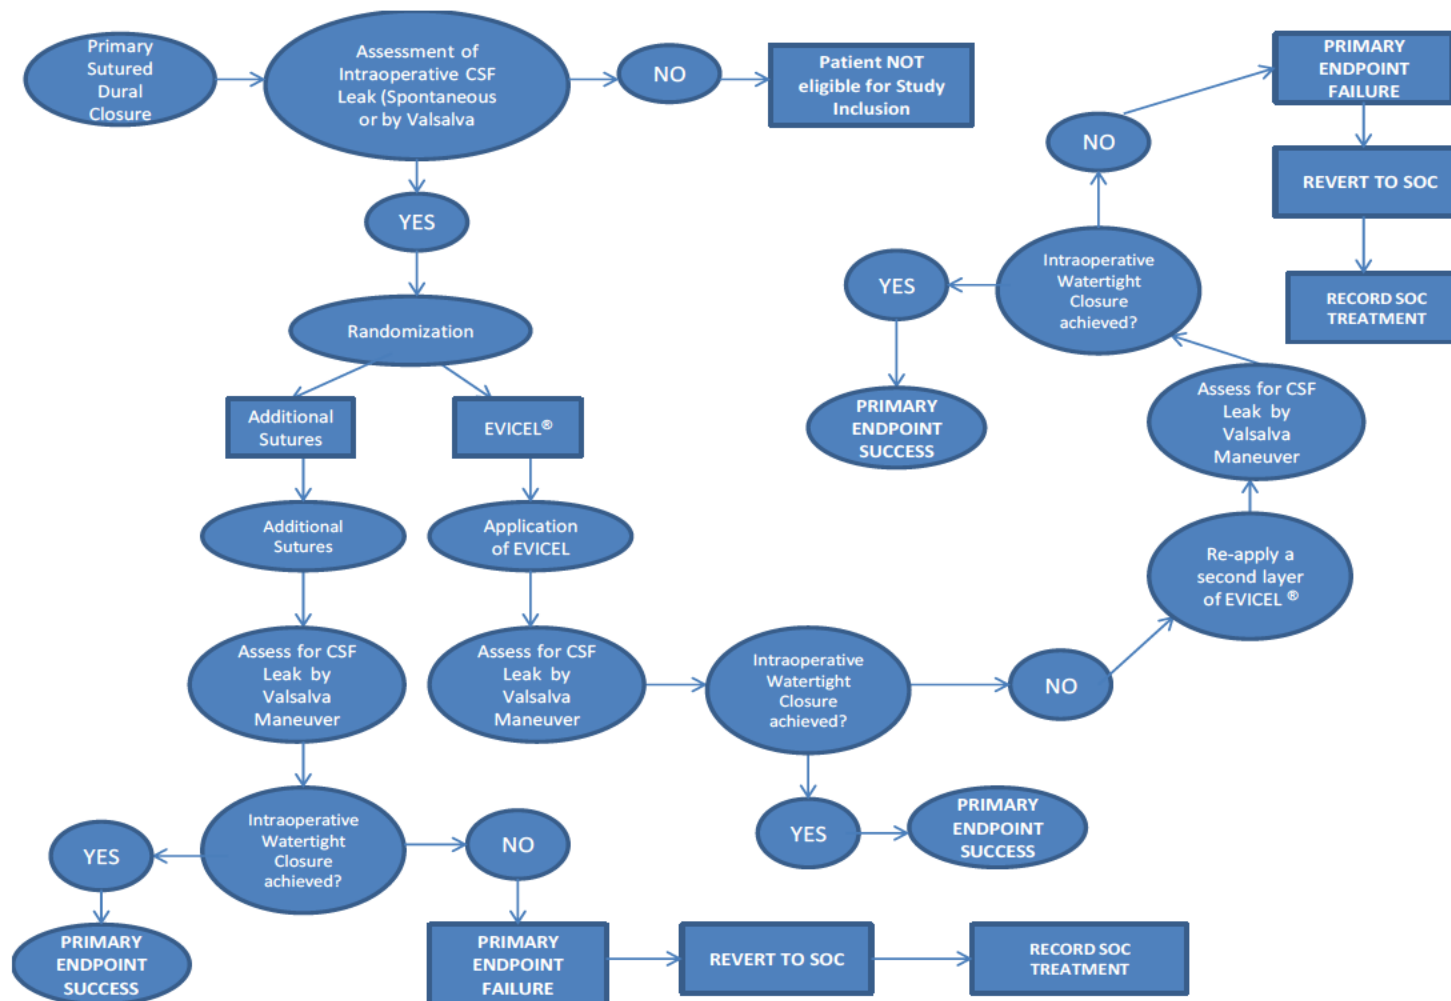 Primary
Sutured
Dural
Closure
Assessment of
Intraoperative CSF
Leak (Spontaneous
or by Valsalva
NO
Patient NOT
eligible for Study
Inclusion
YES
Randomization
Additional
Sutures
EVICEL®
Additional
Sutures
Application
of EVICEL
Assess for CSF
Leak by
Valsalva
Maneuver
Assess for CSF
Leak by
Valsalva
Maneuver
Intraoperative
Watertight
Closure
achieved?
NO
Re-apply a
second layer
of EVICEL ®
Assess for CSF
Leak by
Valsalva
Maneuver
Intraoperative
Watertight
Closure
achieved?
NO
PRIMARY
ENDPOINT
FAILURE
REVERT TO SOC
RECORD SOC
TREATMENT
YES
PRIMARY
ENDPOINT
SUCCESS
YES
PRIMARY
ENDPOINT
SUCCESS
Intraoperative
Watertight
Closure
achieved?
YES
PRIMARY
ENDPOINT
SUCCESS
NO
PRIMARY
ENDPOINT
FAILURE
REVERT TO SOC
RECORD SOC
TREATMENT